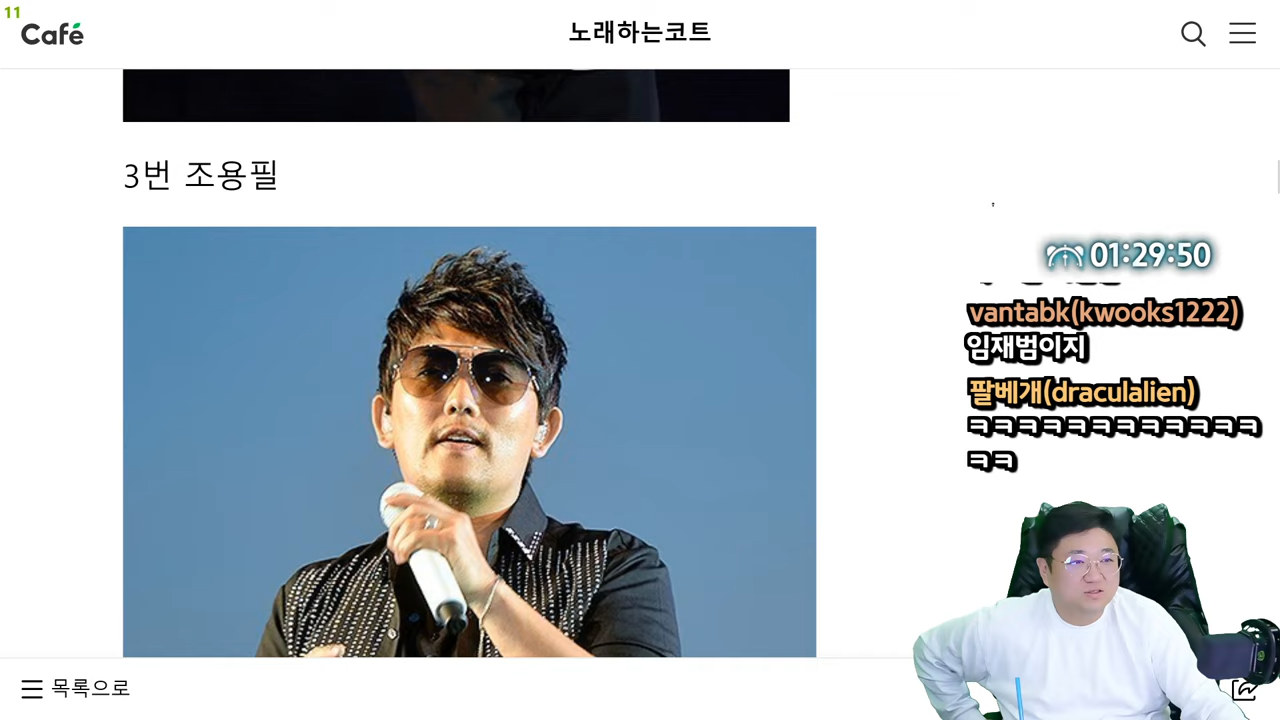 11
Café
노래하는코트
3번 조용필
01:29:50
vantabk(kwooks1222)
임재범이지
팔베개(draculalien)
ㅋㅋㅋㅋㅋㅋㅋㅋㅋㅋㅋㅋ
ㅋㅋ
목록으로